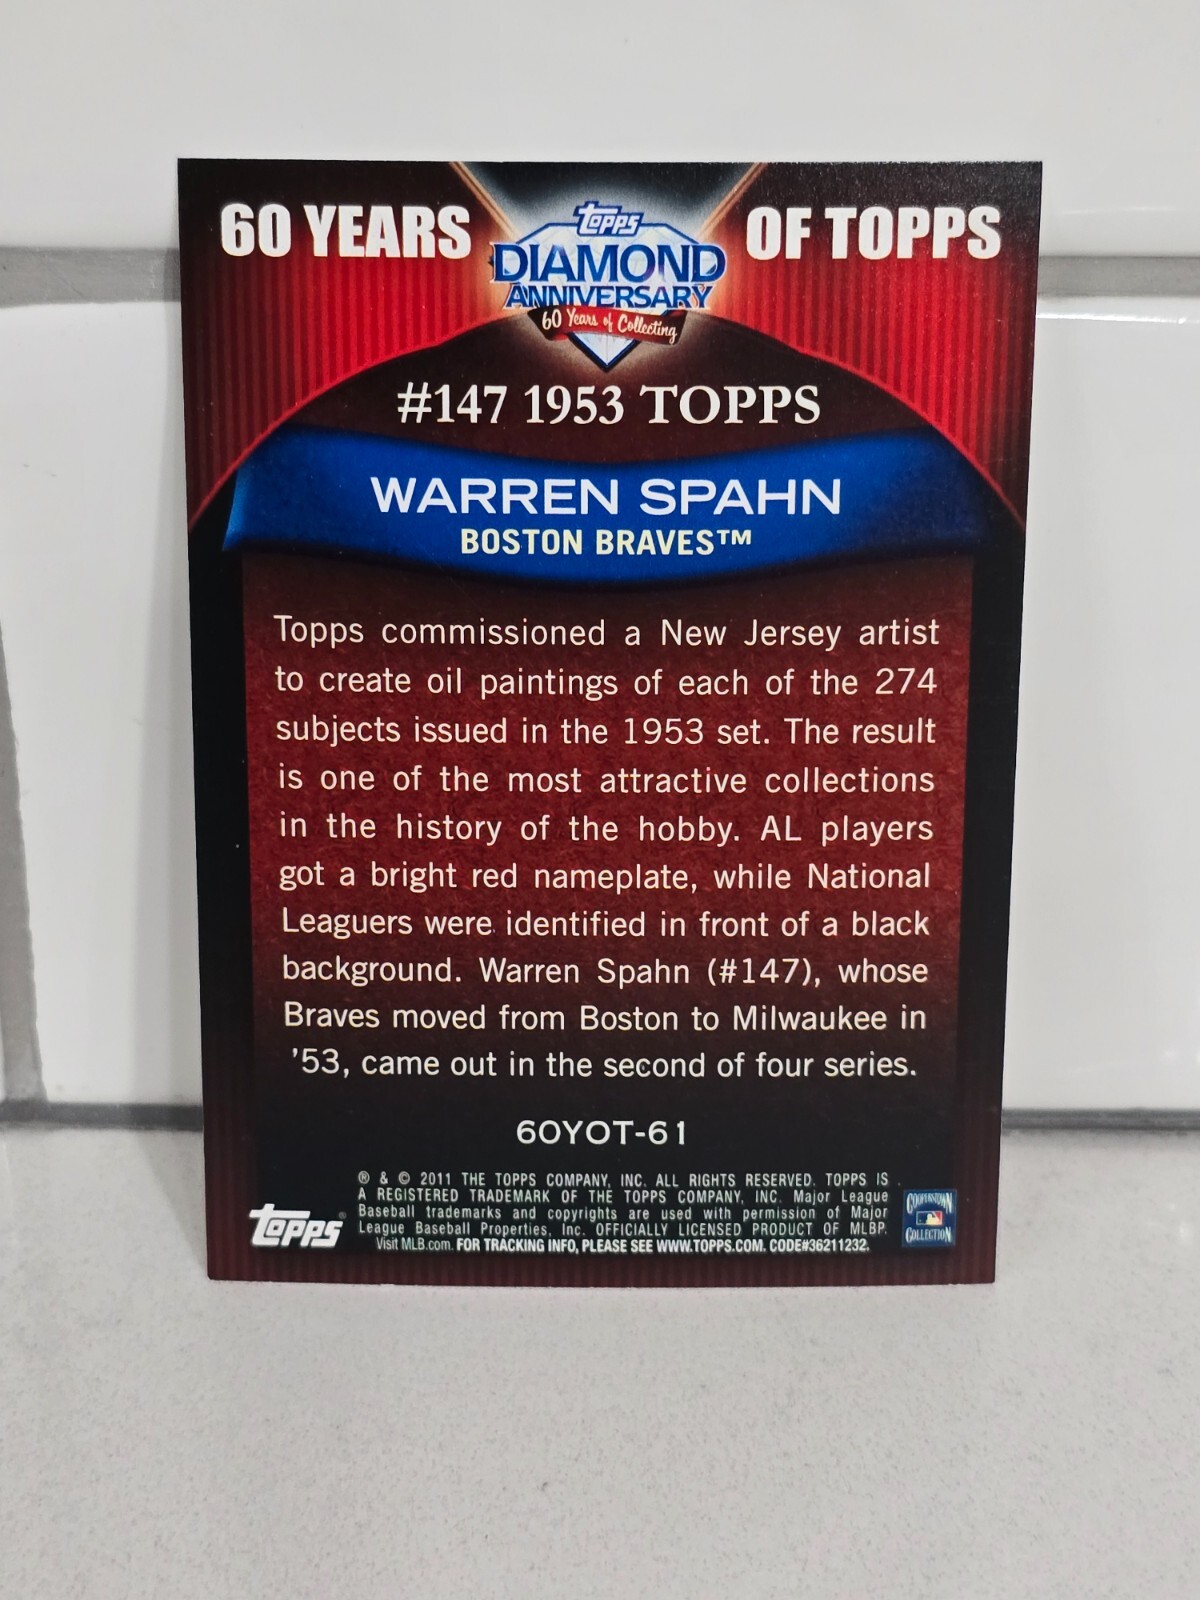 60 YEARS OF TOPPS
topps
DIAMOND
ANNIVERSARY
60 Years of Collecting
#147 1953 TOPPS
WARREN SPAHN
BOSTON BRAVES™
Topps commissioned a New Jersey artist
to create oil paintings of each of the 274
subjects issued in the 1953 set. The result
is one of the most attractive collections
in the history of the hobby. AL players
got a bright red nameplate, while National
Leaguers were identified in front of a black
background. Warren Spahn (#147), whose
Braves moved from Boston to Milwaukee in
'53, came out in the second of four series.
60YOT-61
® & © 2011 THE TOPPS COMPANY, INC. ALL RIGHTS RESERVED. TOPPS IS
A REGISTERED TRADEMARK OF THE TOPPS COMPANY, INC. Major League
Baseball trademarks and copyrights are used with permission of Major
League Baseball Properties, Inc. OFFICIALLY LICENSED PRODUCT OF MLBP.
Visit MLB.com. FOR TRACKING INFO, PLEASE SEE WWW.TOPPS.COM. CODE#36211232.
topps®
COOPERSTOWN
COLLECTION